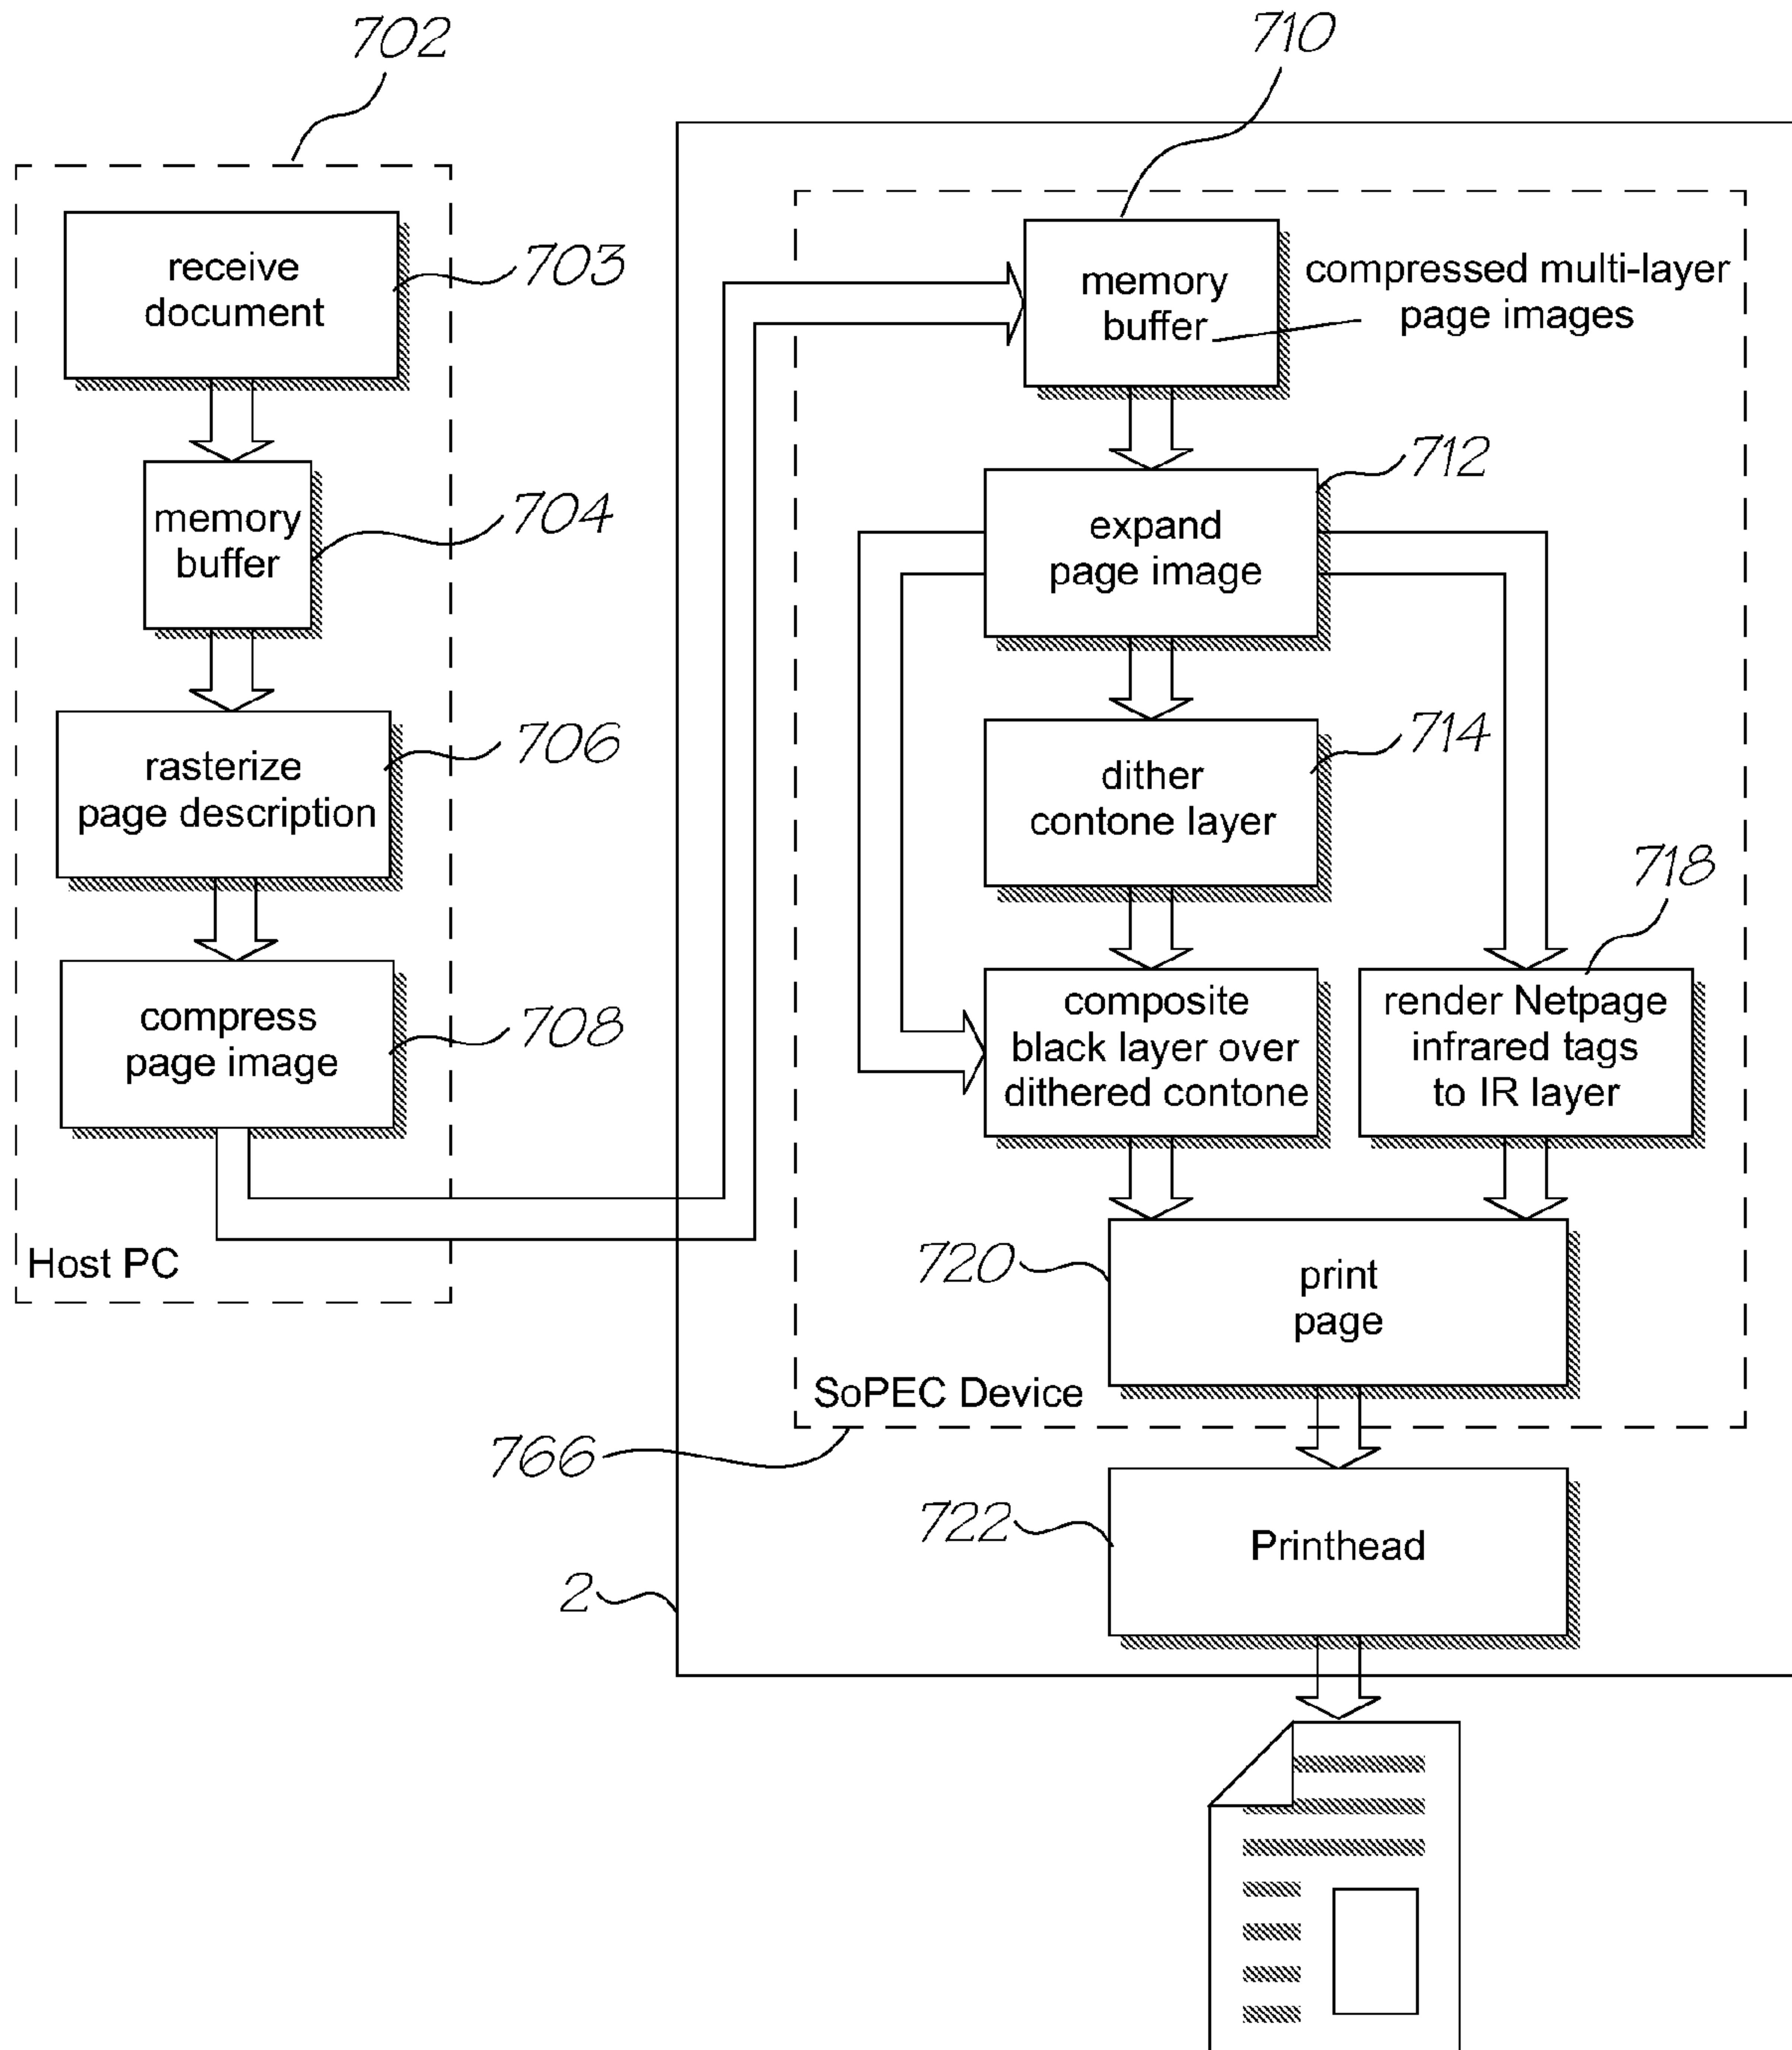 702
710
receive
document
703
memory
buffer
compressed multi-layer
page images
memory
buffer
704
712
expand
page image
rasterize
page description
706
714
dither
contone layer
718
compress
page image
708
composite
black layer over
dithered contone
render Netpage
infrared tags
to IR layer
Host PC
720
print
page
SoPEC Device
766
722
Printhead
2